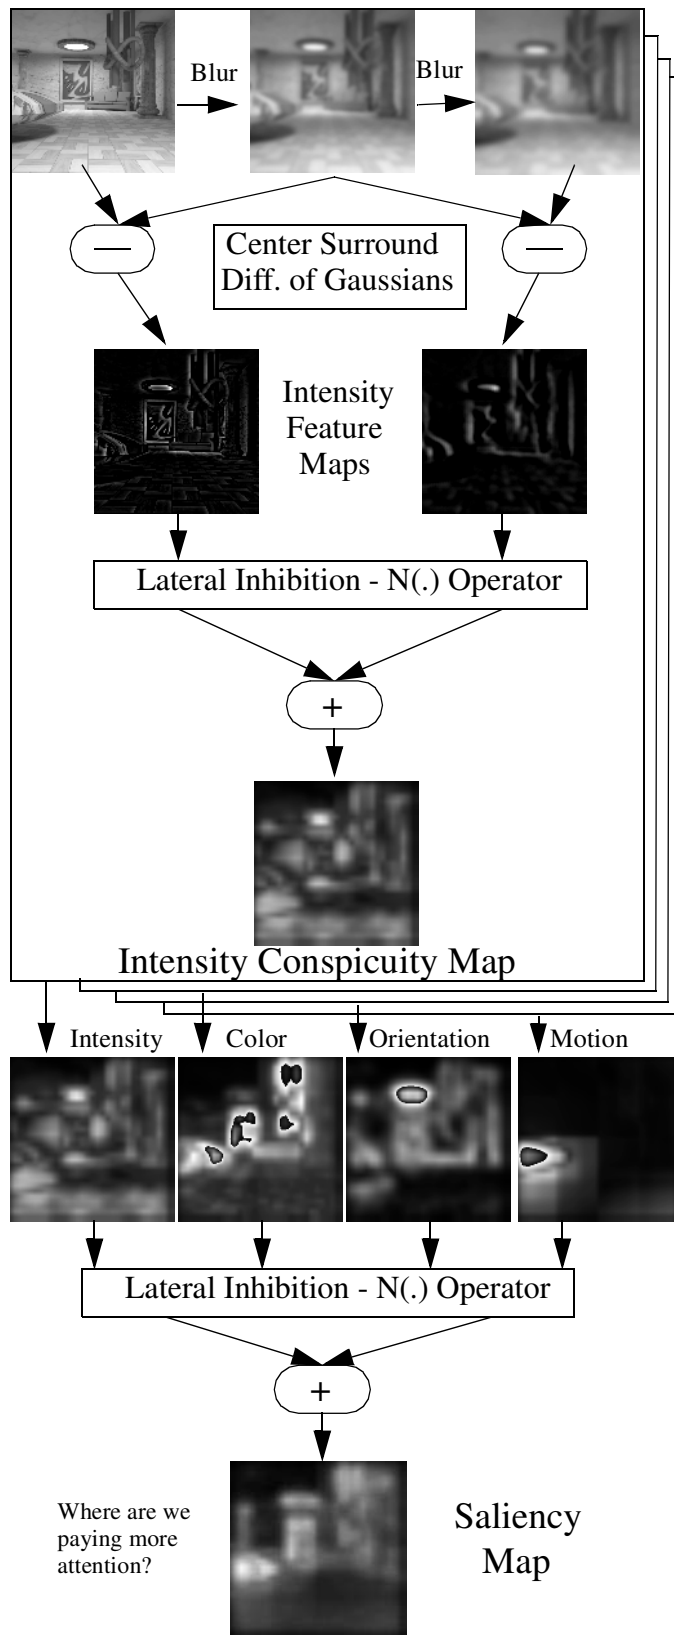 Blur
Blur
Center Surround
Diff. of Gaussians
Intensity
Feature
Maps
Lateral Inhibition - N(.) Operator
+
Intensity Conspicuity Map
Intensity
Color
Orientation
Motion
Lateral Inhibition - N(.) Operator
+
Where are we
paying more
attention?
Saliency
Map